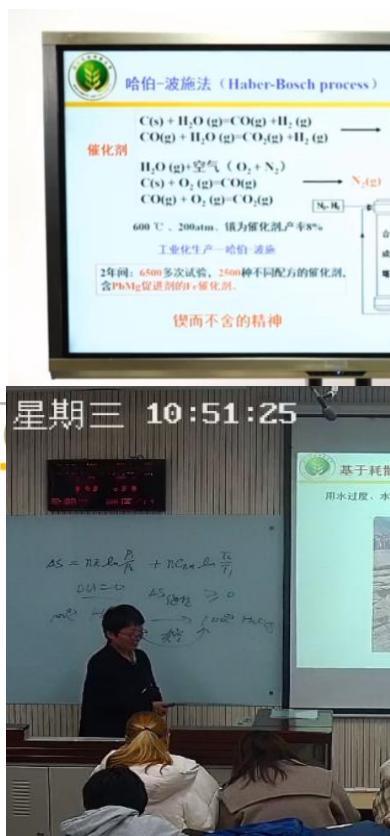 哈伯-波施法（Haber-Bosch process）
C(s) + H₂O (g)=CO(g) +H₂ (g)
CO(g) + H₂O (g)=CO₂(g) +H₂ (g)
催化剂
H₂O (g)+空气（ O₂ + N₂）
C(s) + O₂ (g)=CO(g)
N₂(g)
CO(g) + O₂ (g)=CO₂(g)
N₂, H₂
600 ℃ 、200atm、锇为催化剂产率8%
合
成
工业化生产—哈伯 波施
2年间：6500多次试验，2500种不同配方的催化剂,
含PbMg促进剂的Fe催化剂。
锲而不舍的精神
星期三 10:51:25
基于耗
用水过度、水
ΔS = nR ln P₁/P₂ + nCₚ,ₘ ln T₂/T₁
ΔS ≥ 0